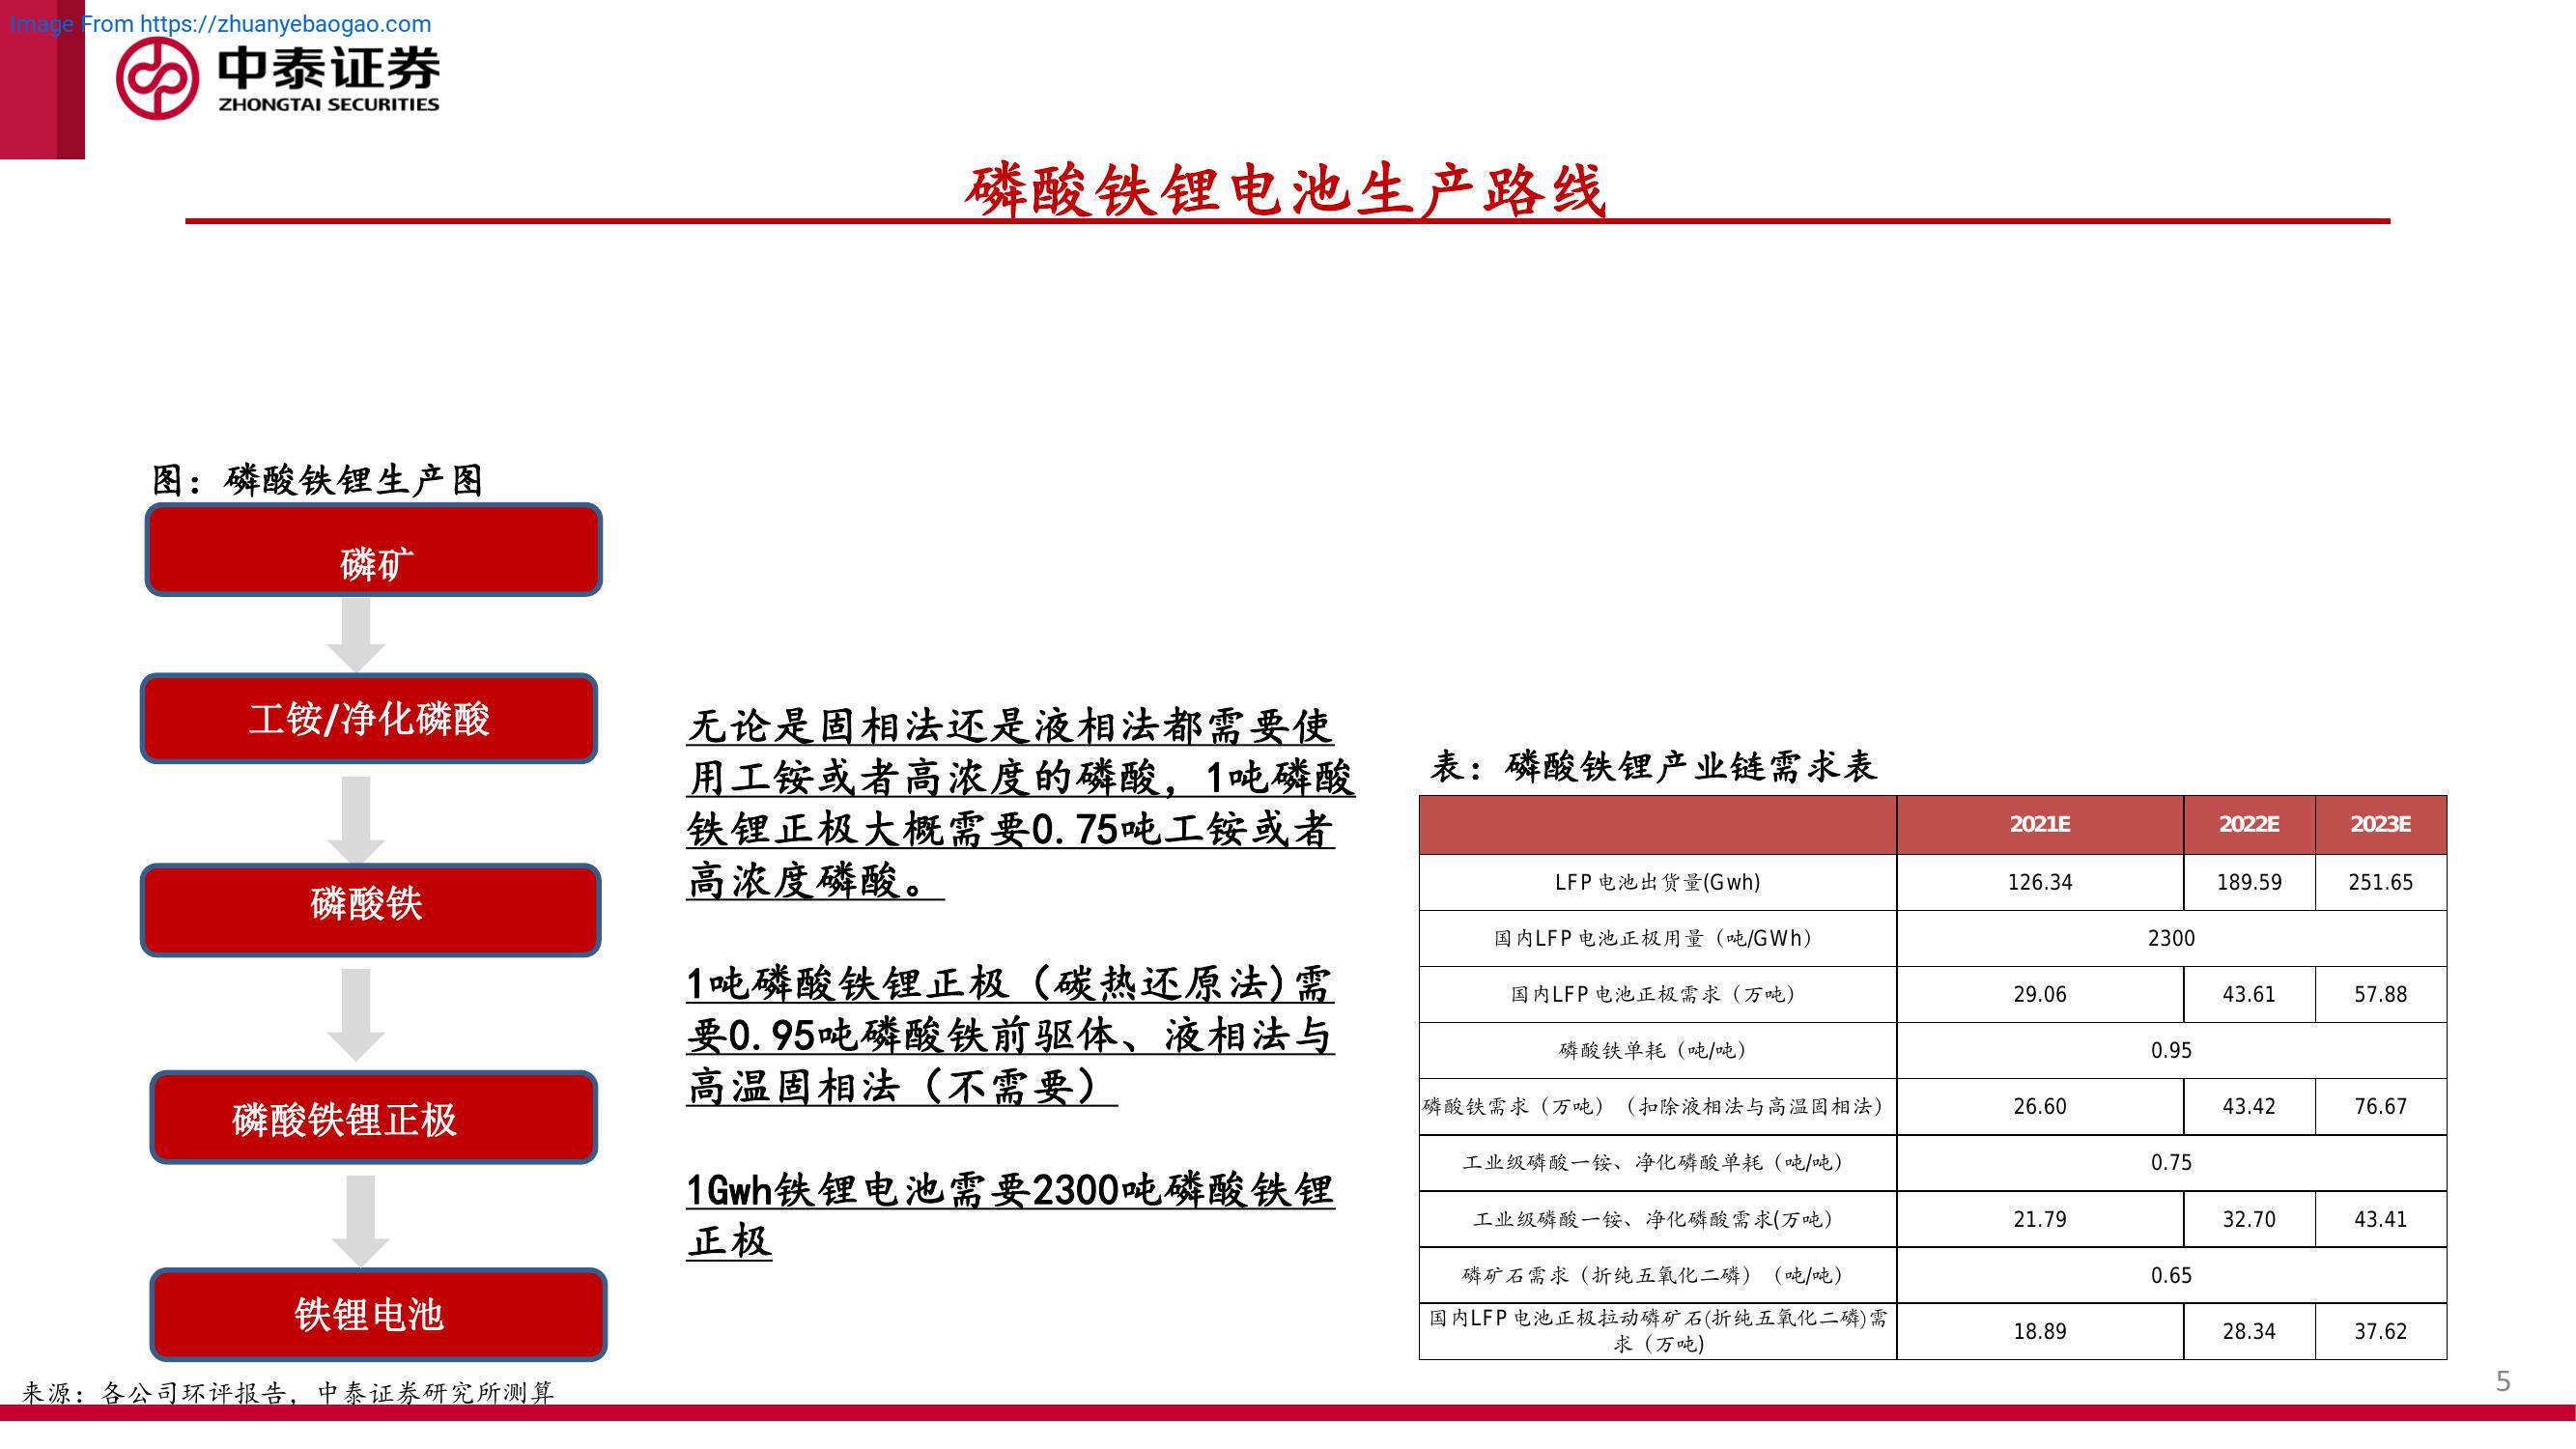 Image From https://zhuanyebaogao.com
中泰证券
ZHONGTAI SECURITIES
磷酸铁锂电池生产路线
图：磷酸铁锂生产图
磷矿
工铵/净化磷酸
磷酸铁
磷酸铁锂正极
铁锂电池
无论是固相法还是液相法都需要使
用工铵或者高浓度的磷酸，1吨磷酸
铁锂正极大概需要0.75吨工铵或者
高浓度磷酸。
1吨磷酸铁锂正极（碳热还原法)需
要0.95吨磷酸铁前驱体、液相法与
高温固相法（不需要）
1Gwh铁锂电池需要2300吨磷酸铁锂
正极
表：磷酸铁锂产业链需求表
2021E 2022E 2023E
LFP电池出货量(Gwh) 126.34 189.59 251.65
国内LFP电池正极用量（吨/GWh） 2300
国内LFP电池正极需求（万吨） 29.06 43.61 57.88
磷酸铁单耗（吨/吨） 0.95
磷酸铁需求（万吨）（扣除液相法与高温固相法） 26.60 43.42 76.67
工业级磷酸一铵、净化磷酸单耗（吨/吨） 0.75
工业级磷酸一铵、净化磷酸需求(万吨） 21.79 32.70 43.41
磷矿石需求（折纯五氧化二磷）（吨/吨） 0.65
国内LFP电池正极拉动磷矿石(折纯五氧化二磷)需
求（万吨） 18.89 28.34 37.62
来源：各公司环评报告，中泰证券研究所测算
5